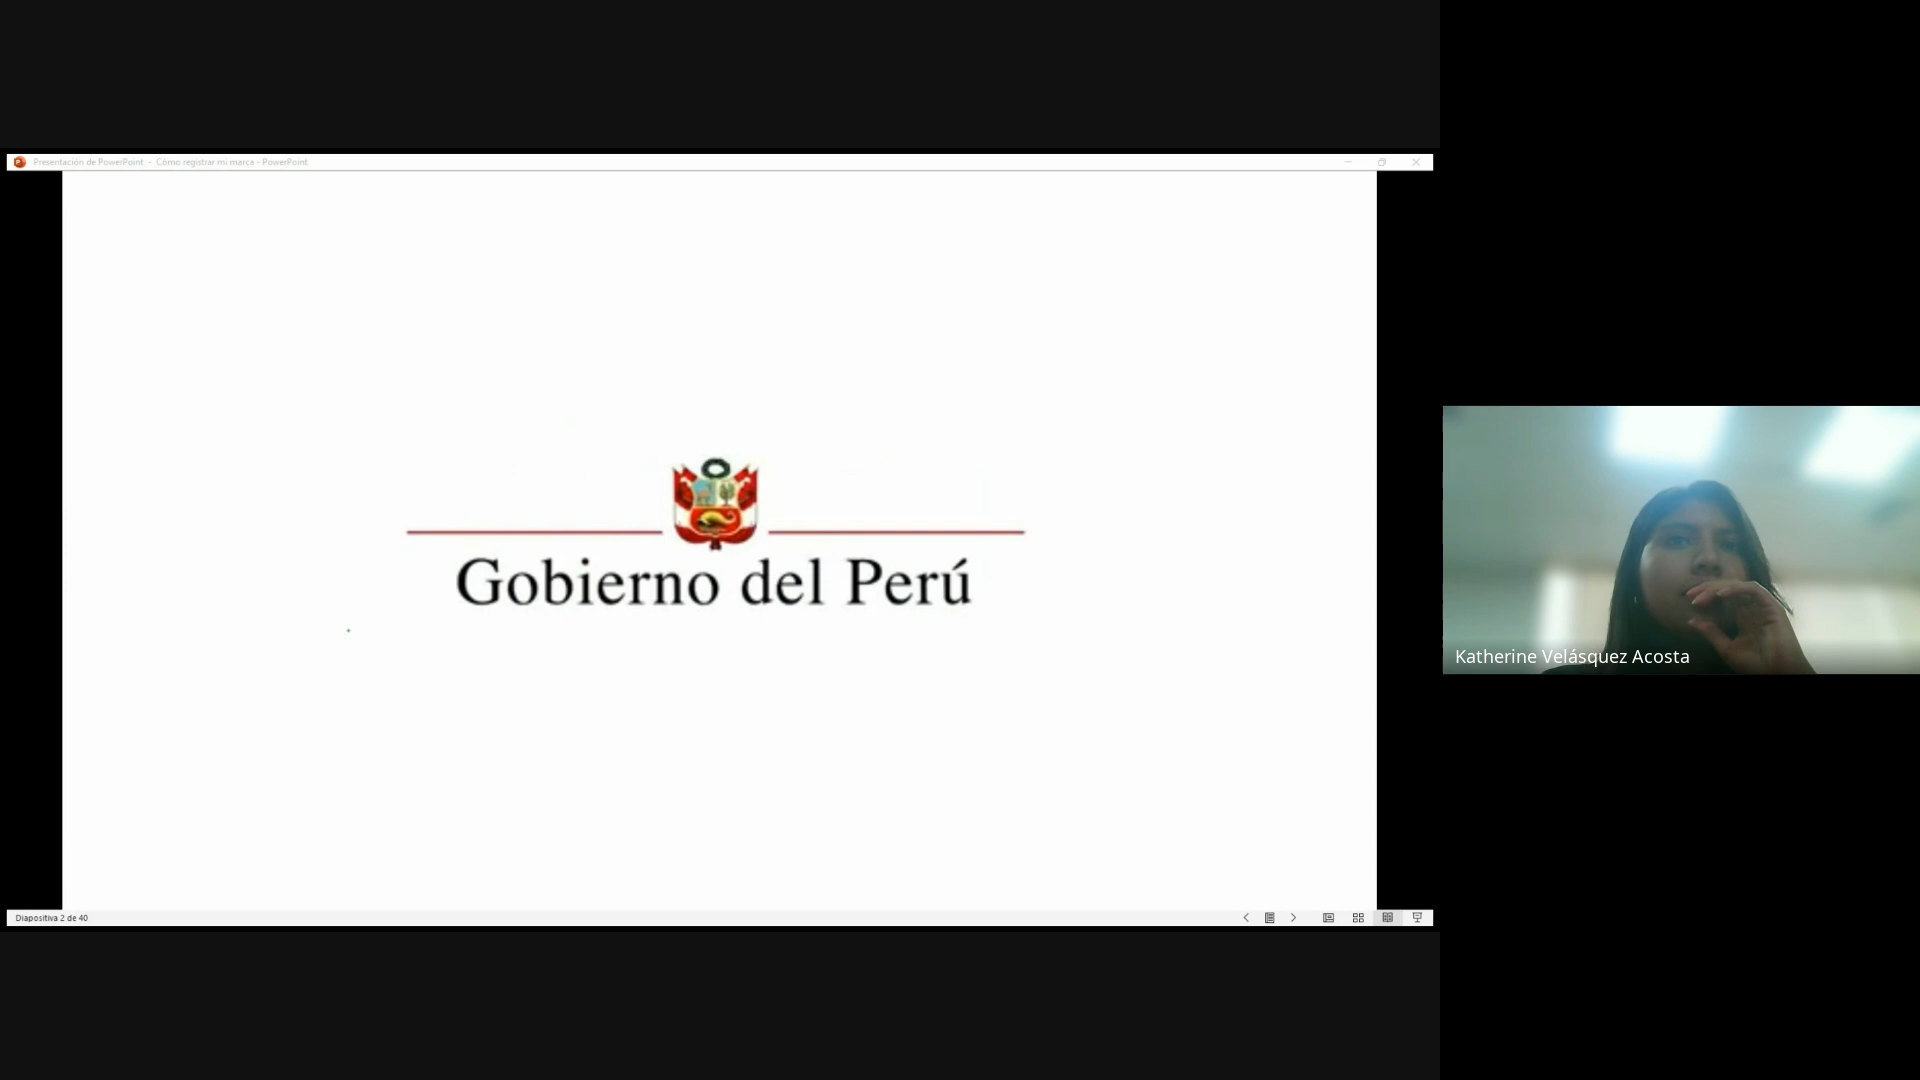 Presentación de PowerPoint - Cómo registrar mi marca - PowerPoint
Gobierno del Perú
Katherine Velásquez Acosta
Diapositiva 2 de 40